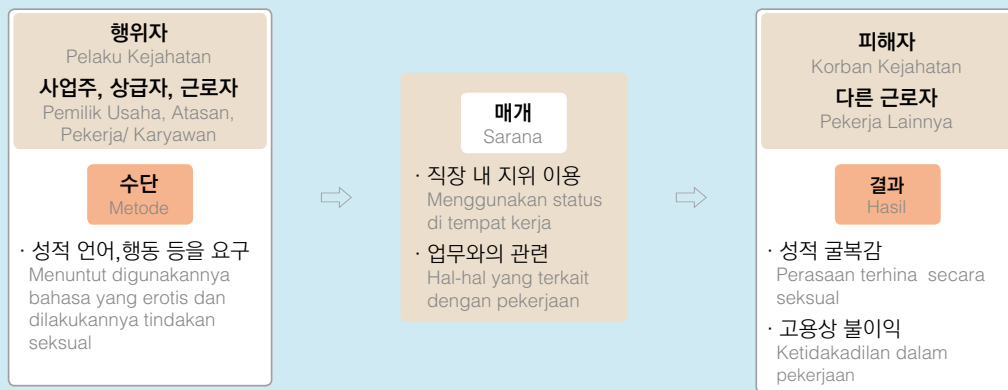 행위자
Pelaku Kejahatan
사업주, 상급자, 근로자
Pemilik Usaha, Atasan,
Pekerja/ Karyawan
수단
Metode
· 성적 언어,행동 등을 요구
Menuntut digunakannya
bahasa yang erotis dan
dilakukannya tindakan
seksual
매개
Sarana
· 직장 내 지위 이용
Menggunakan status
di tempat kerja
· 업무와의 관련
Hal-hal yang terkait
dengan pekerjaan
피해자
Korban Kejahatan
다른 근로자
Pekerja Lainnya
결과
Hasil
· 성적 굴복감
Perasaan terhina secara
seksual
· 고용상 불이익
Ketidakadilan dalam
pekerjaan